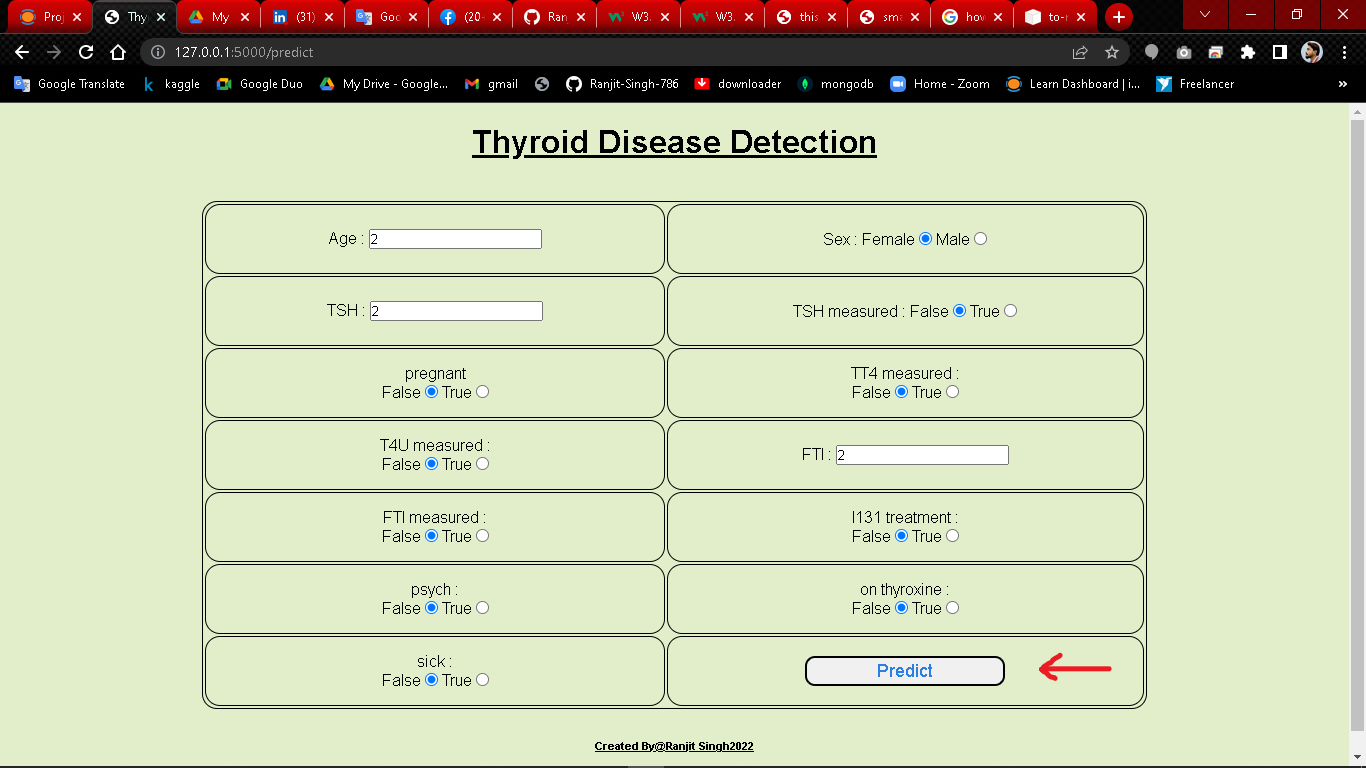 Proj
Thy
My
(31)
Goo
(20+
Ran
W3.
W3.
this
sma
how
to-r
127.0.0.1:5000/predict
Google Translate
kaggle
Google Duo
My Drive - Google...
gmail
Ranjit-Singh-786
downloader
mongodb
Home - Zoom
Learn Dashboard | i...
Freelancer
»
Thyroid Disease Detection
Age : 2
Sex : Female Male
TSH : 2
TSH measured : False True
pregnant
False True
TT4 measured :
False True
T4U measured :
False True
FTI : 2
FTI measured :
False True
I131 treatment :
False True
psych :
False True
on thyroxine :
False True
sick :
False True
Predict
Created By@Ranjit Singh2022